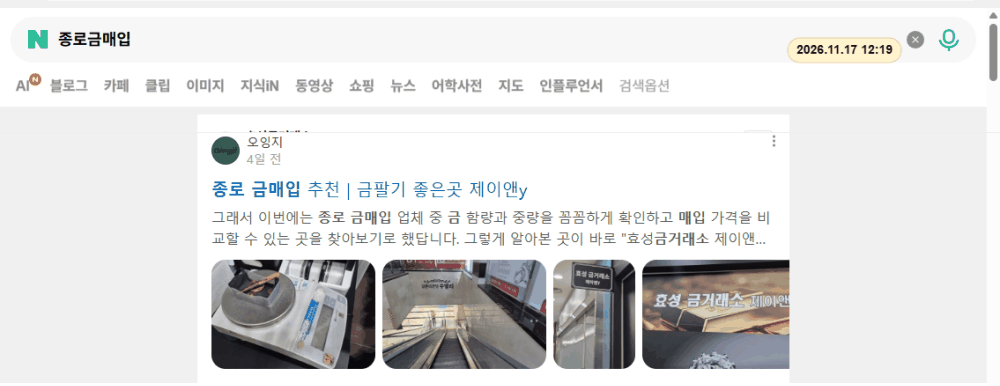 종로금매입
2026.11.17 12:19
AI N 블로그 카페 클립 이미지 지식iN 동영상 쇼핑 뉴스 어학사전 지도 인플루언서 검색옵션
오잉지
4일 전
종로 금매입 추천 | 금팔기 좋은곳 제이앤y
그래서 이번에는 종로 금매입 업체 중 금 함량과 중량을 꼼꼼하게 확인하고 매입 가격을 비
교할 수 있는 곳을 찾아보기로 했답니다. 그렇게 알아본 곳이 바로 "효성금거래소 제이앤...
효성 금거래소
제이앤Y
효성 금거래소 제이앤